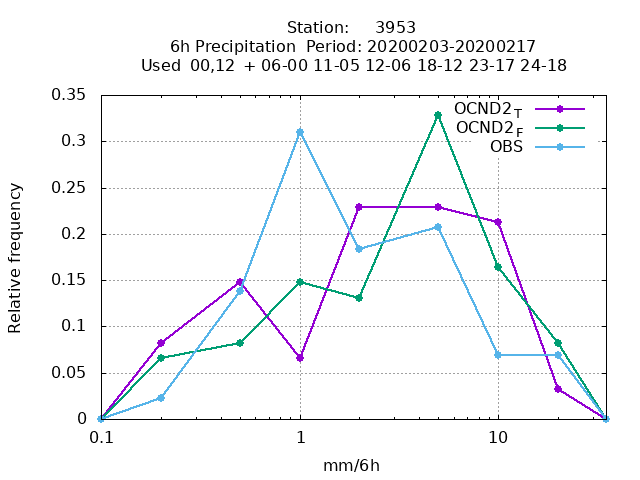 Station: 3953
6h Precipitation Period: 20200203-20200217
Used 00,12 + 06-00 11-05 12-06 18-12 23-17 24-18
OCND2T
OCND2F
OBS
0.35
0.3
0.25
0.2
0.15
0.1
0.05
0
Relative frequency
0.1 1 10
mm/6h